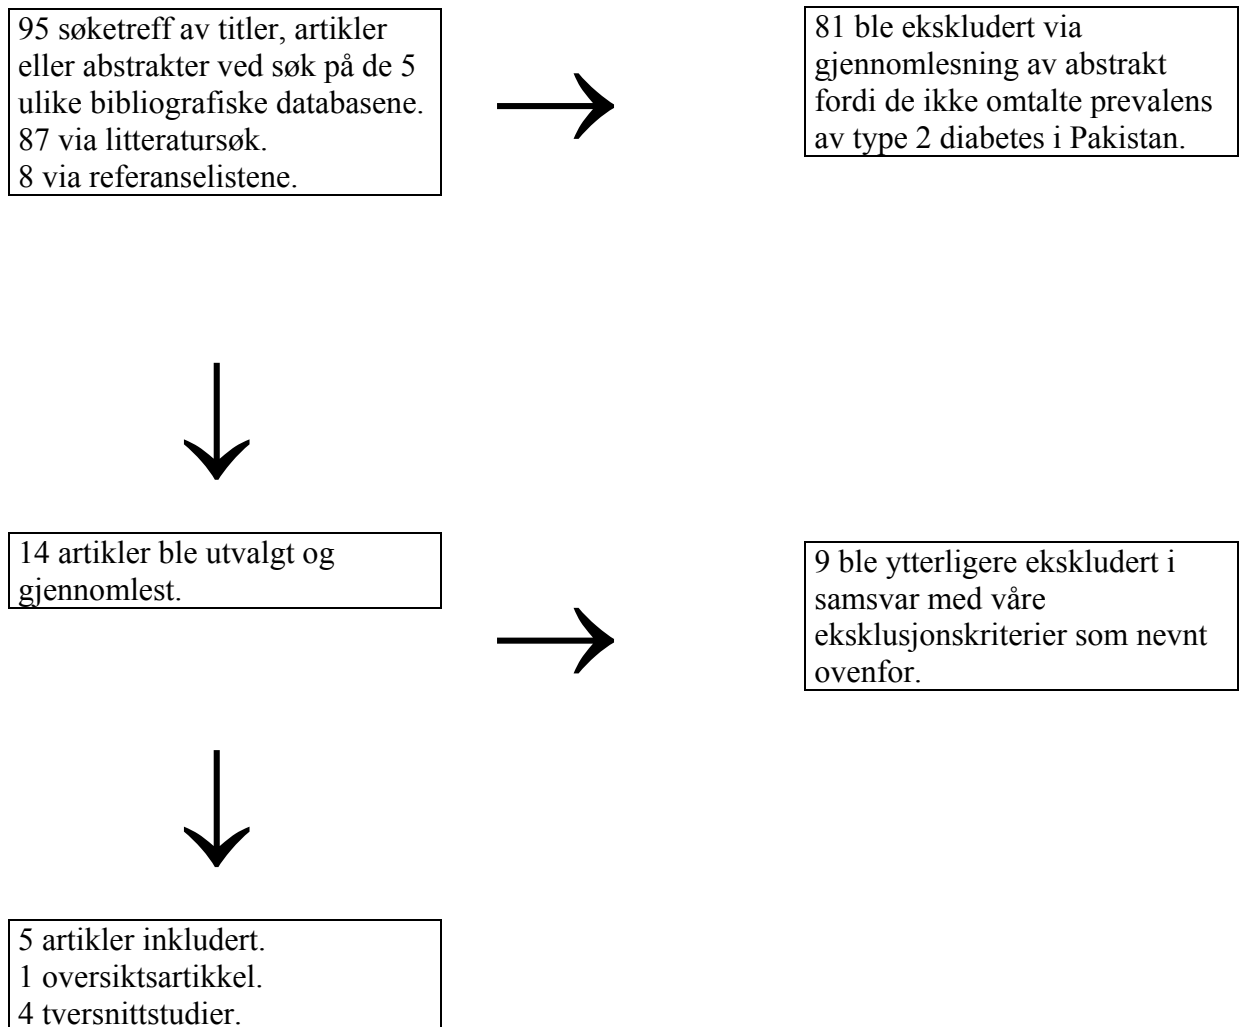 95 søketreff av titler, artikler
eller abstrakter ved søk på de 5
ulike bibliografiske databasene.
87 via litteratursøk.
8 via referanselistene.
81 ble ekskludert via
gjennomlesning av abstrakt
fordi de ikke omtalte prevalens
av type 2 diabetes i Pakistan.
14 artikler ble utvalgt og
gjennomlest.
9 ble ytterligere ekskludert i
samsvar med våre
eksklusjonskriterier som nevnt
ovenfor.
5 artikler inkludert.
1 oversiktsartikkel.
4 tversnittstudier.